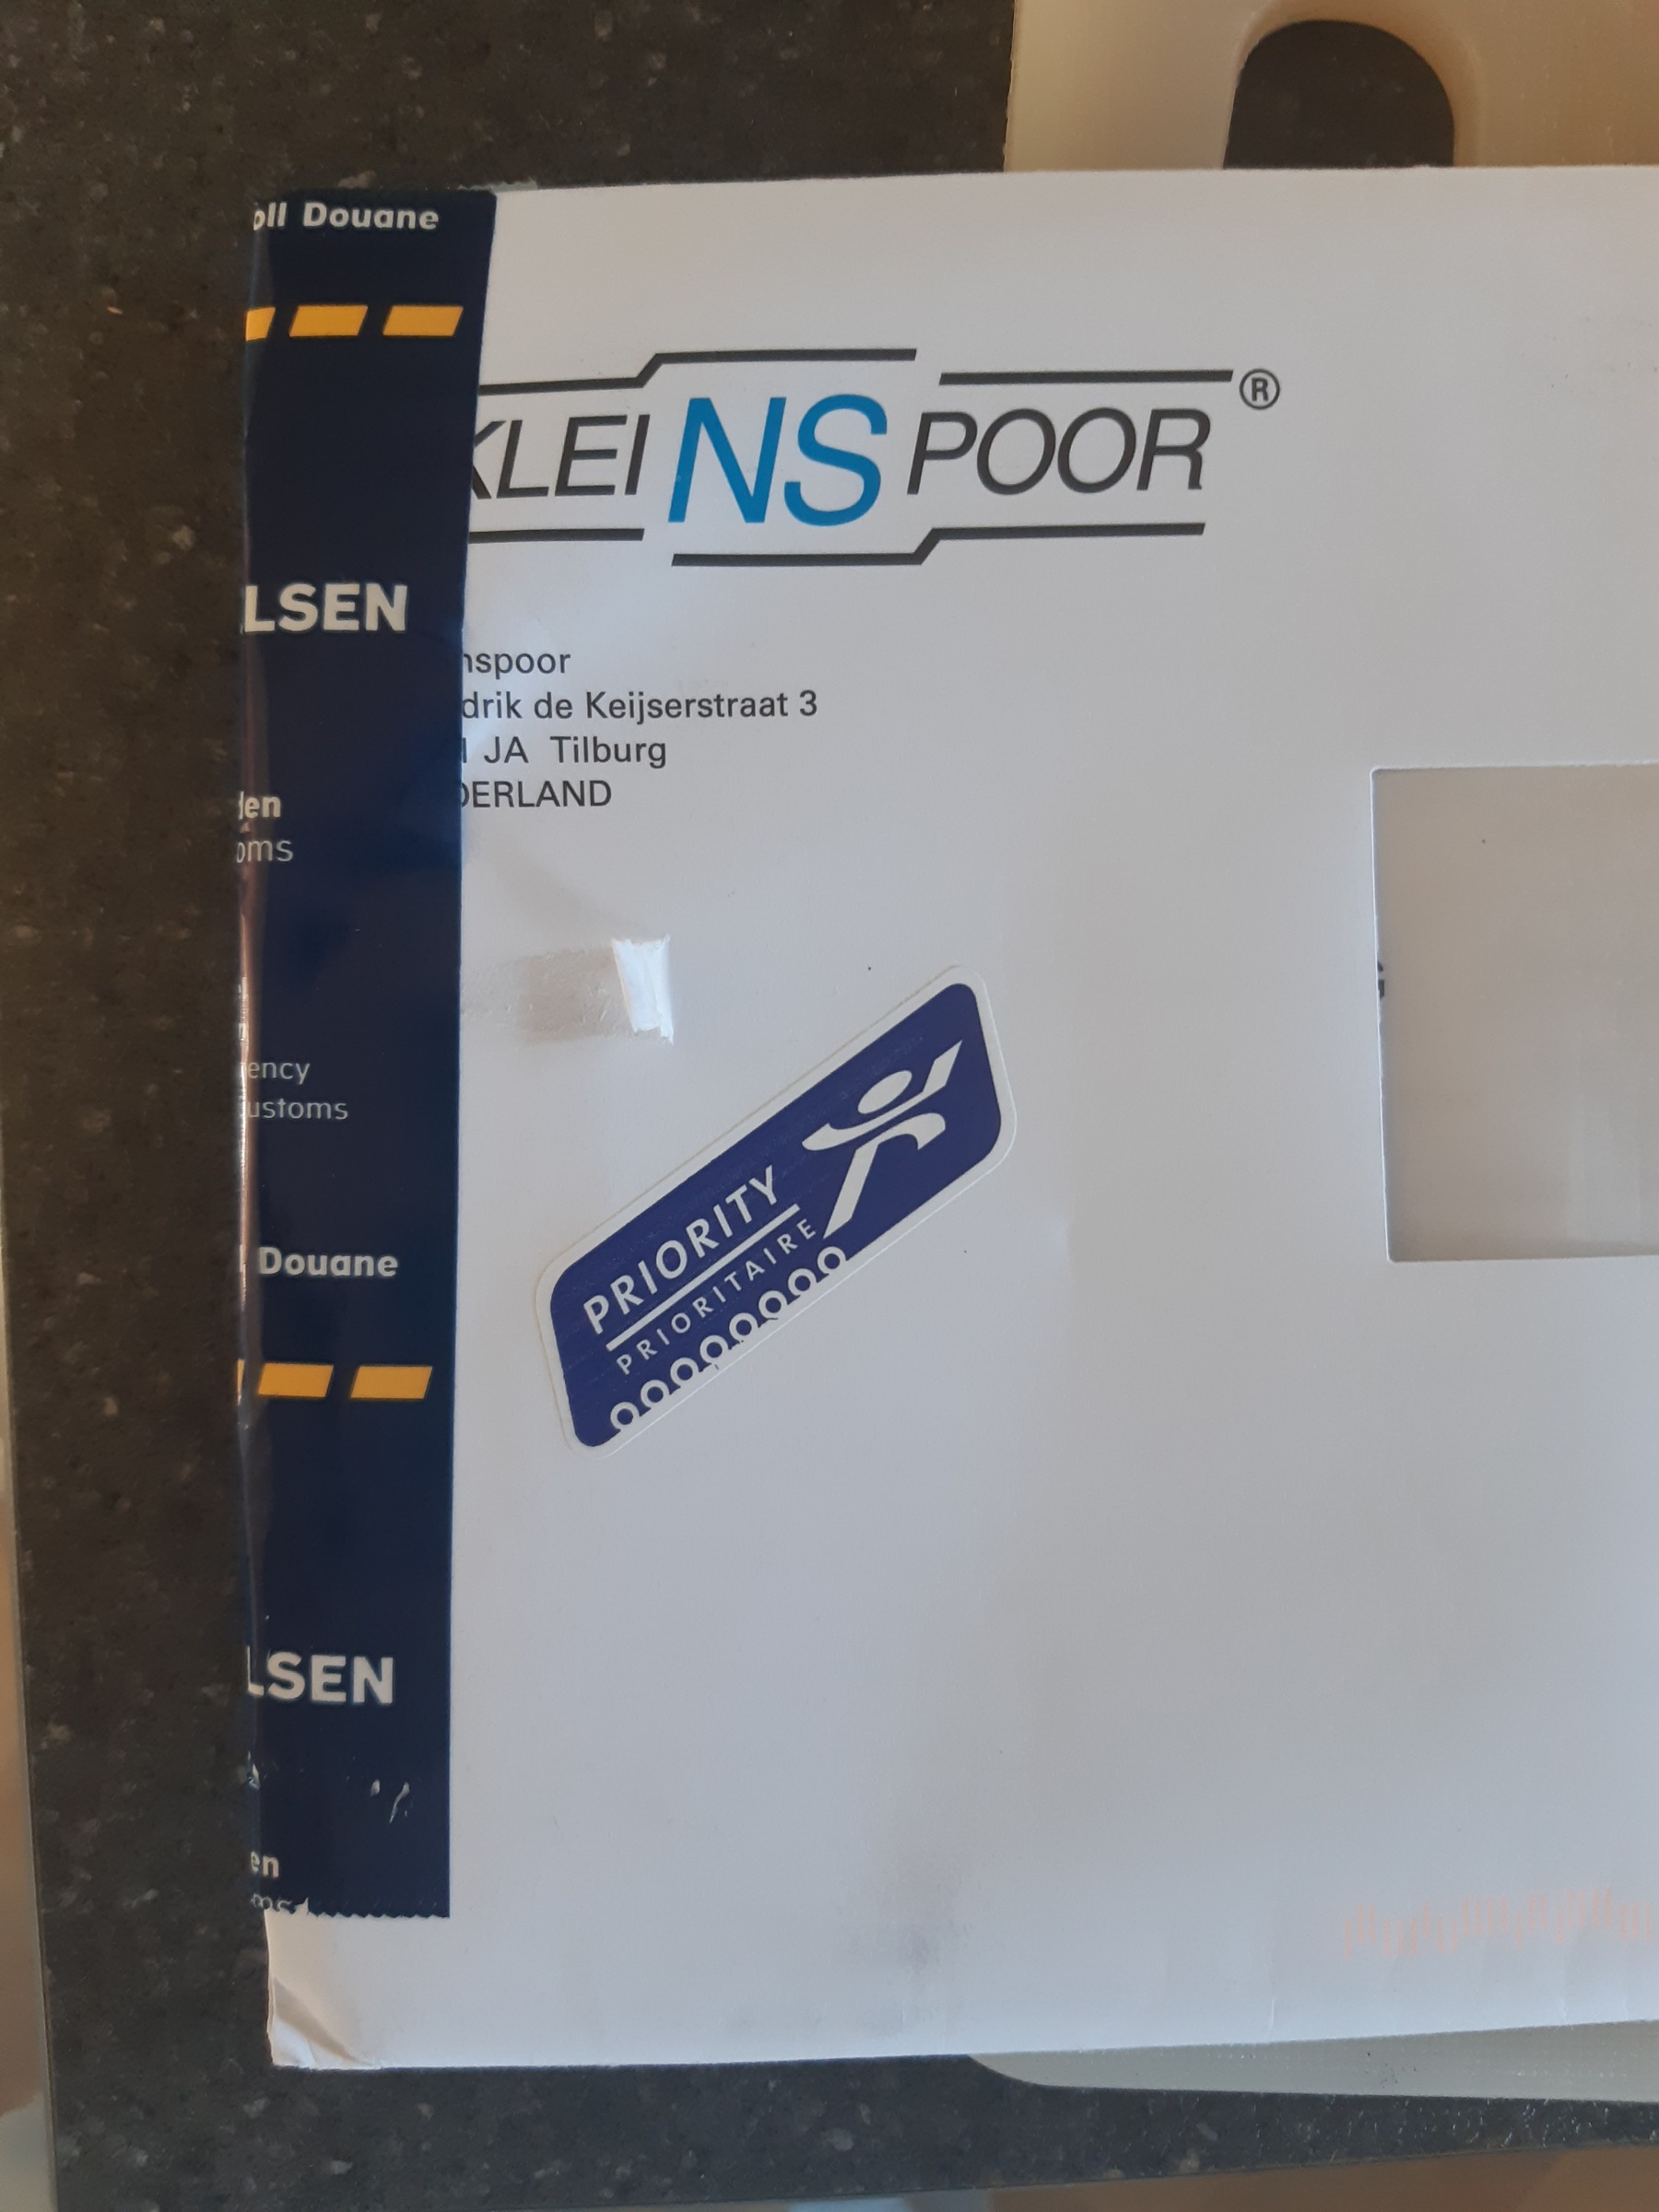 oll Douane
KLEINSPOOR®
LSEN
nspoor
drik de Keijserstraat 3
JA Tilburg
DERLAND
den
oms
ency
ustoms
PRIORITY
PRIORITAIRE
Douane
LSEN
en
oms